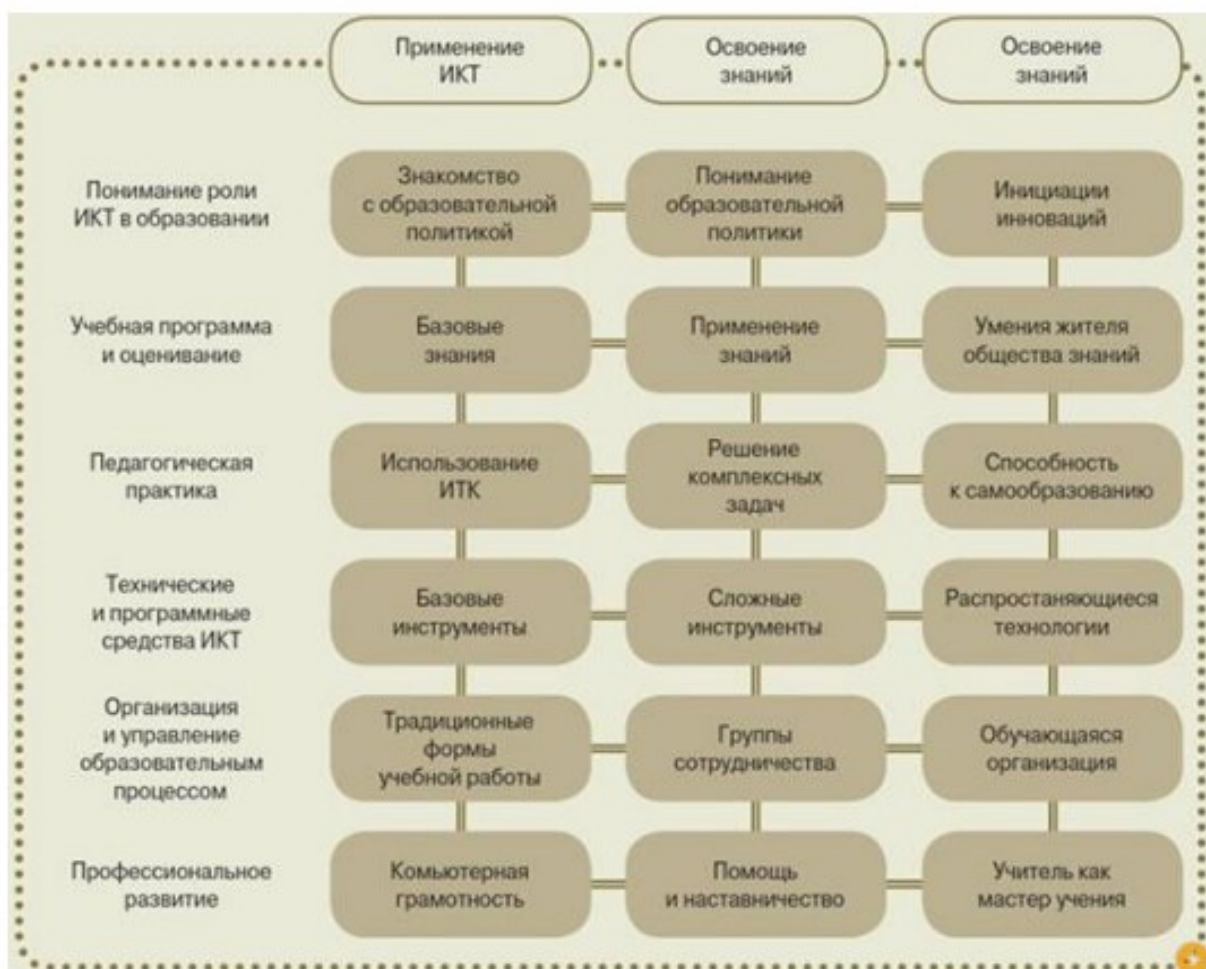 Применение
ИКТ
Освоение
знаний
Освоение
знаний
Понимание роли
ИКТ в образовании
Знакомство
с образовательной
политикой
Понимание
образовательной
политики
Инициации
инноваций
Учебная программа
и оценивание
Базовые
знания
Применение
знаний
Умения жителя
общества знаний
Педагогическая
практика
Использование
ИТК
Решение
комплексных
задач
Способность
к самообразованию
Технические
и программные
средства ИКТ
Базовые
инструменты
Сложные
инструменты
Распростаняющиеся
технологии
Организация
и управление
образовательным
процессом
Традиционные
формы
учебной работы
Группы
сотрудничества
Обучающаяся
организация
Профессиональное
развитие
Комьютерная
грамотность
Помощь
и наставничество
Учитель как
мастер учения